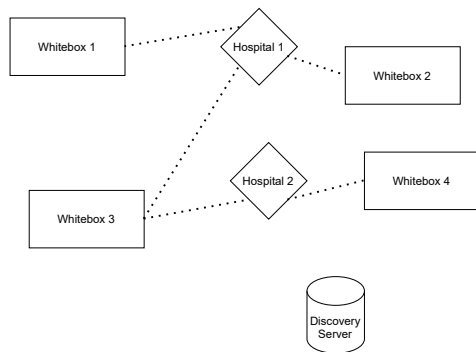 Whitebox 1
Hospital 1
Whitebox 2
Hospital 2
Whitebox 4
Whitebox 3
Discovery
Server